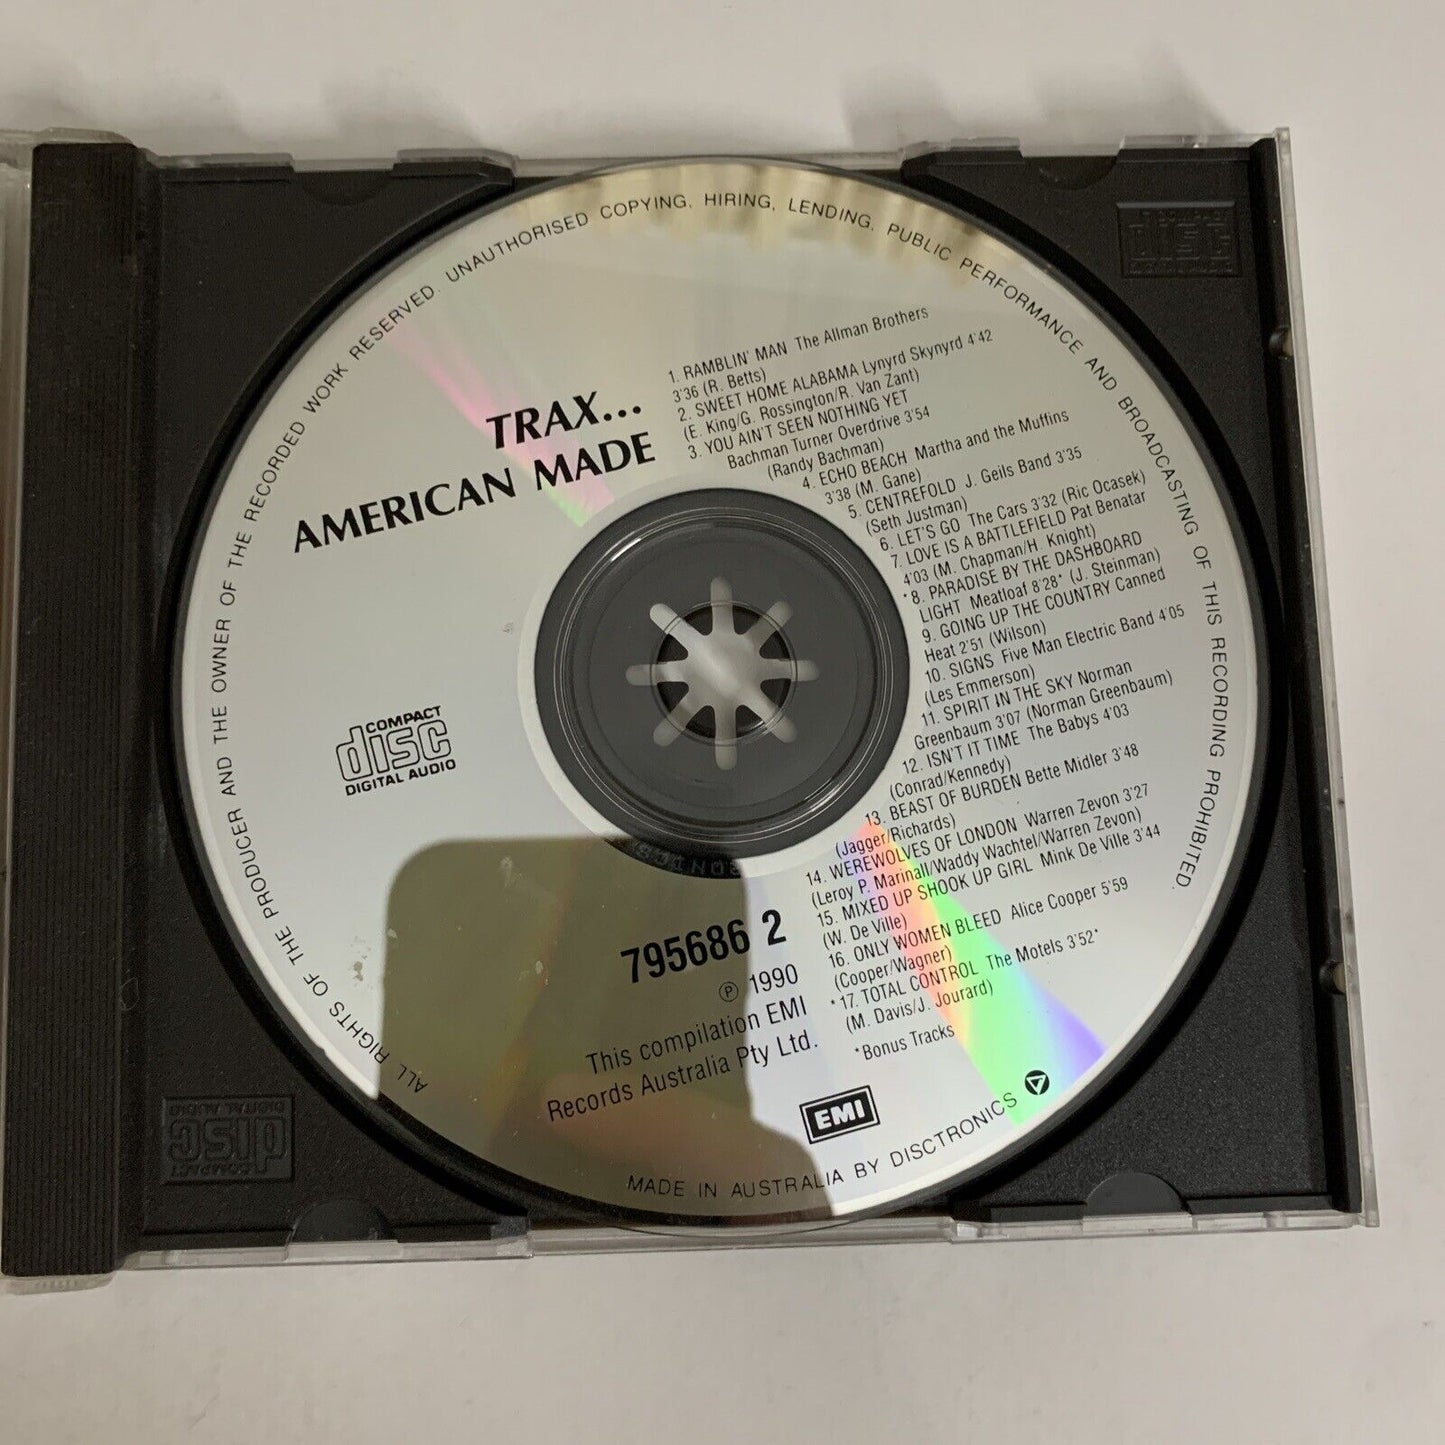 ALL RIGHTS OF THE PRODUCER AND THE OWNER OF THE RECORDED WORK RESERVED. UNAUTHORISED COPYING, HIRING, LENDING, PUBLIC PERFORMANCE AND BROADCASTING OF THIS RECORDING PROHIBITED.
TRAX...
AMERICAN MADE
1. RAMBLIN' MAN The Allman Brothers
3'36 (R. Betts)
2. SWEET HOME ALABAMA Lynyrd Skynyrd 4'42
(E. King/G. Rossington/R. Van Zant)
3. YOU AIN'T SEEN NOTHING YET
Bachman Turner Overdrive 3'54
(Randy Bachman)
4. ECHO BEACH Martha and the Muffins
3'38 (M. Gane)
5. CENTREFOLD J. Geils Band 3'35
(Seth Justman)
6. LET'S GO The Cars 3'32 (Ric Ocasek)
7. LOVE IS A BATTLEFIELD Pat Benatar
4'03 (M. Chapman/H. Knight)
*8. PARADISE BY THE DASHBOARD
LIGHT Meatloaf 8'28* (J. Steinman)
9. GOING UP THE COUNTRY Canned
Heat 2'51 (Wilson)
10. SIGNS Five Man Electric Band 4'05
(Les Emmerson)
11. SPIRIT IN THE SKY Norman
Greenbaum 3'07 (Norman Greenbaum)
12. ISN'T IT TIME The Babys 4'03
(Conrad/Kennedy)
13. BEAST OF BURDEN Bette Midler 3'48
(Jagger/Richards)
14. WEREWOLVES OF LONDON Warren Zevon 3'27
(Leroy P. Marinall/Waddy Wachtel/Warren Zevon)
15. MIXED UP SHOOK UP GIRL Mink De Ville 3'44
(W. De Ville)
16. ONLY WOMEN BLEED Alice Cooper 5'59
(Cooper/Wagner)
*17. TOTAL CONTROL The Motels 3'52*
(M. Davis/J. Jourard)
*Bonus Tracks
COMPACT
disc
DIGITAL AUDIO
795686 2
℗ 1990
This compilation EMI
Records Australia Pty Ltd.
EMI
MADE IN AUSTRALIA BY DISCTRONICS
COMPACT
disc
DIGITAL AUDIO
COMPACT
disc